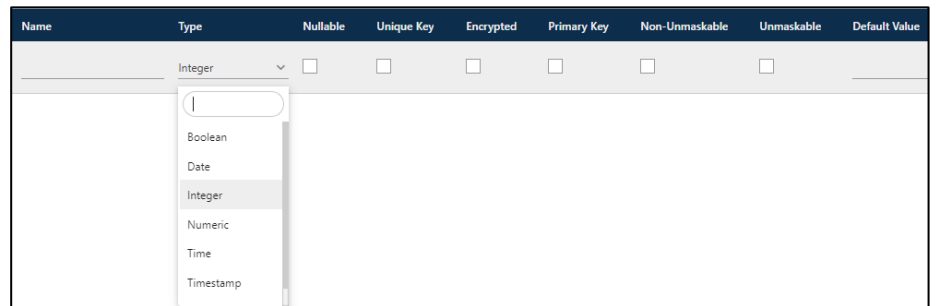 Name Type Nullable Unique Key Encrypted Primary Key Non-Unmaskable Unmaskable Default Value
Integer
Boolean
Date
Integer
Numeric
Time
Timestamp